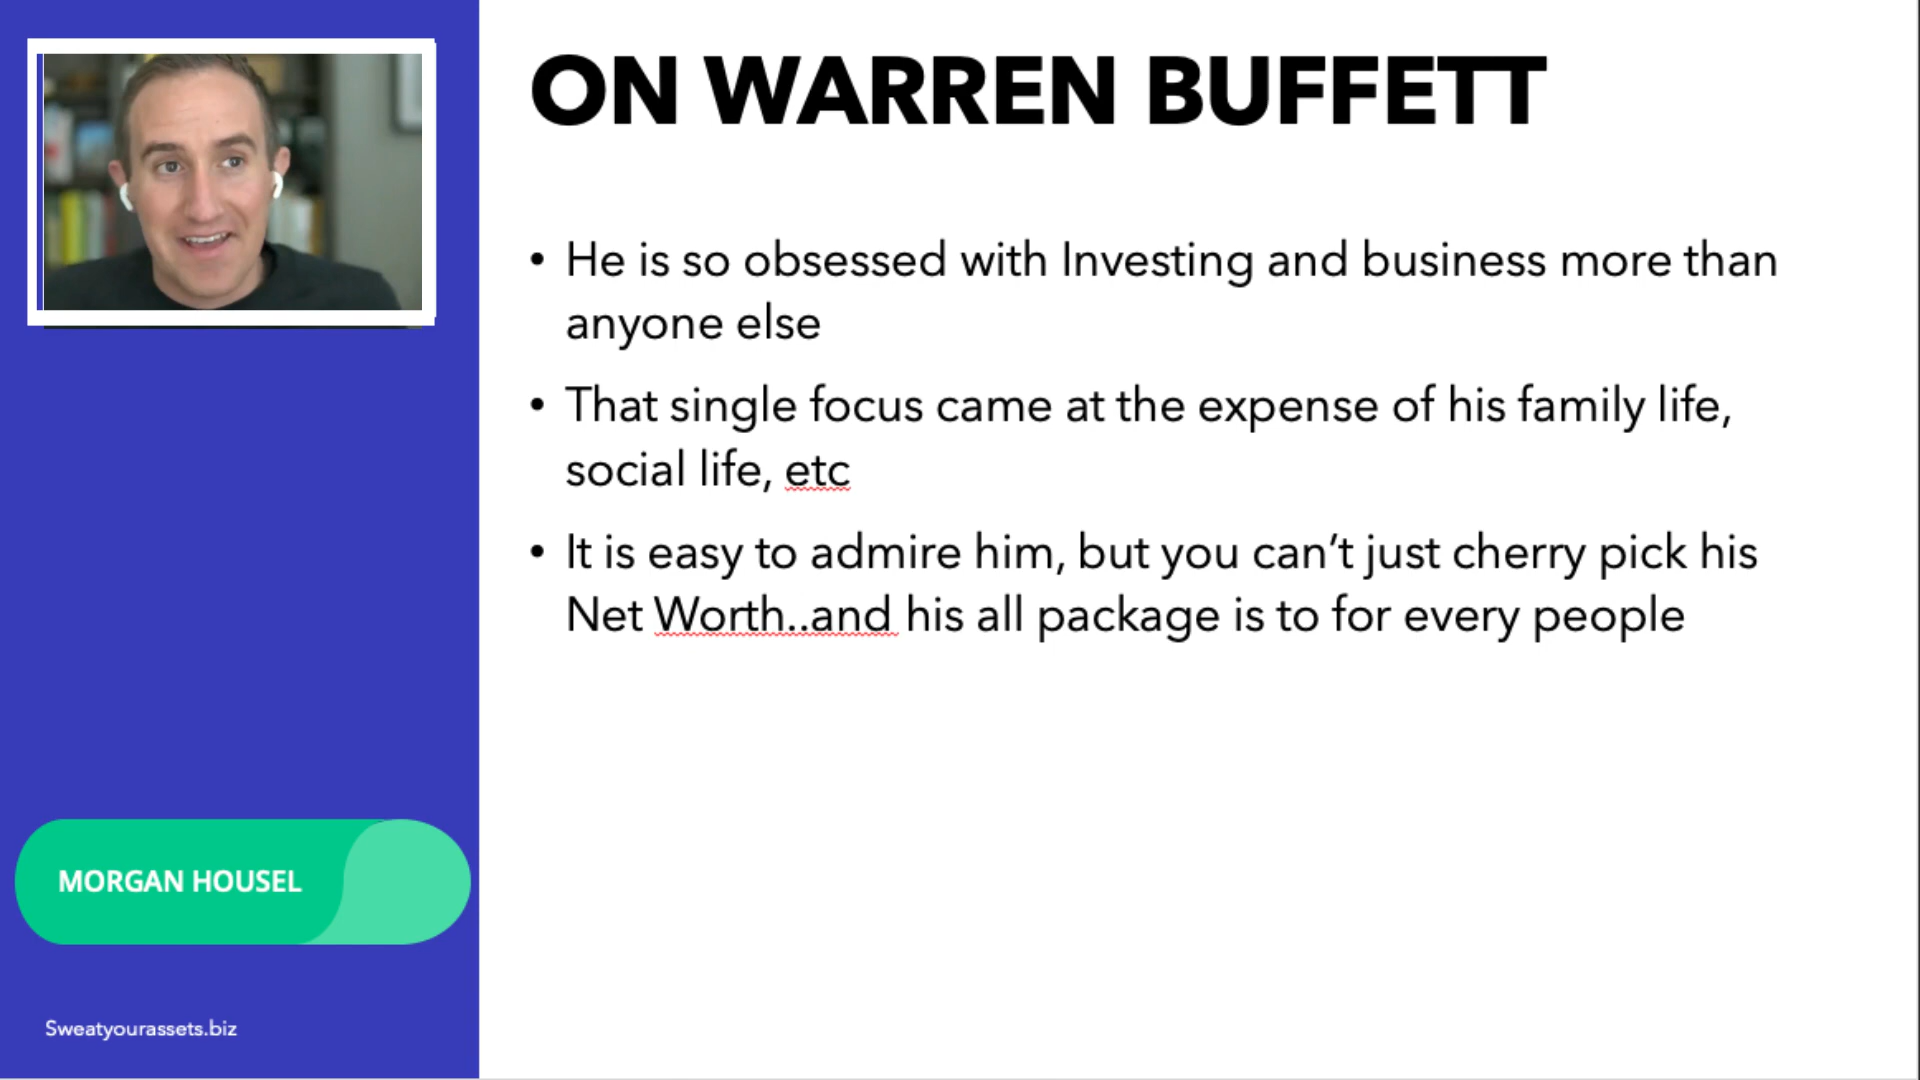 ON WARREN BUFFETT
• He is so obsessed with Investing and business more than
anyone else
• That single focus came at the expense of his family life,
social life, etc
• It is easy to admire him, but you can’t just cherry pick his
Net Worth..and his all package is to for every people
MORGAN HOUSEL
Sweatyourassets.biz